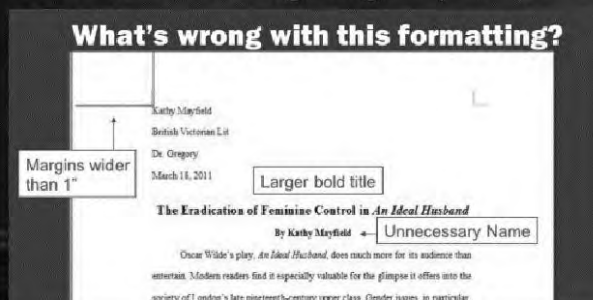 What's wrong with this formatting?
Kathy Mayfield
British Victorian Lit
Dr. Gregory
March 18, 2011
Margins wider
than 1"
Larger bold title
The Eradication of Feminine Control in An Ideal Husband
By Kathy Mayfield
Unnecessary Name
Oscar Wilde's play, An Ideal Husband, does much more for its audience than
entertain. Modern readers find it especially valuable for the glimpse it offers into the
society of London's late nineteenth-century upper class. Gender issues, in particular